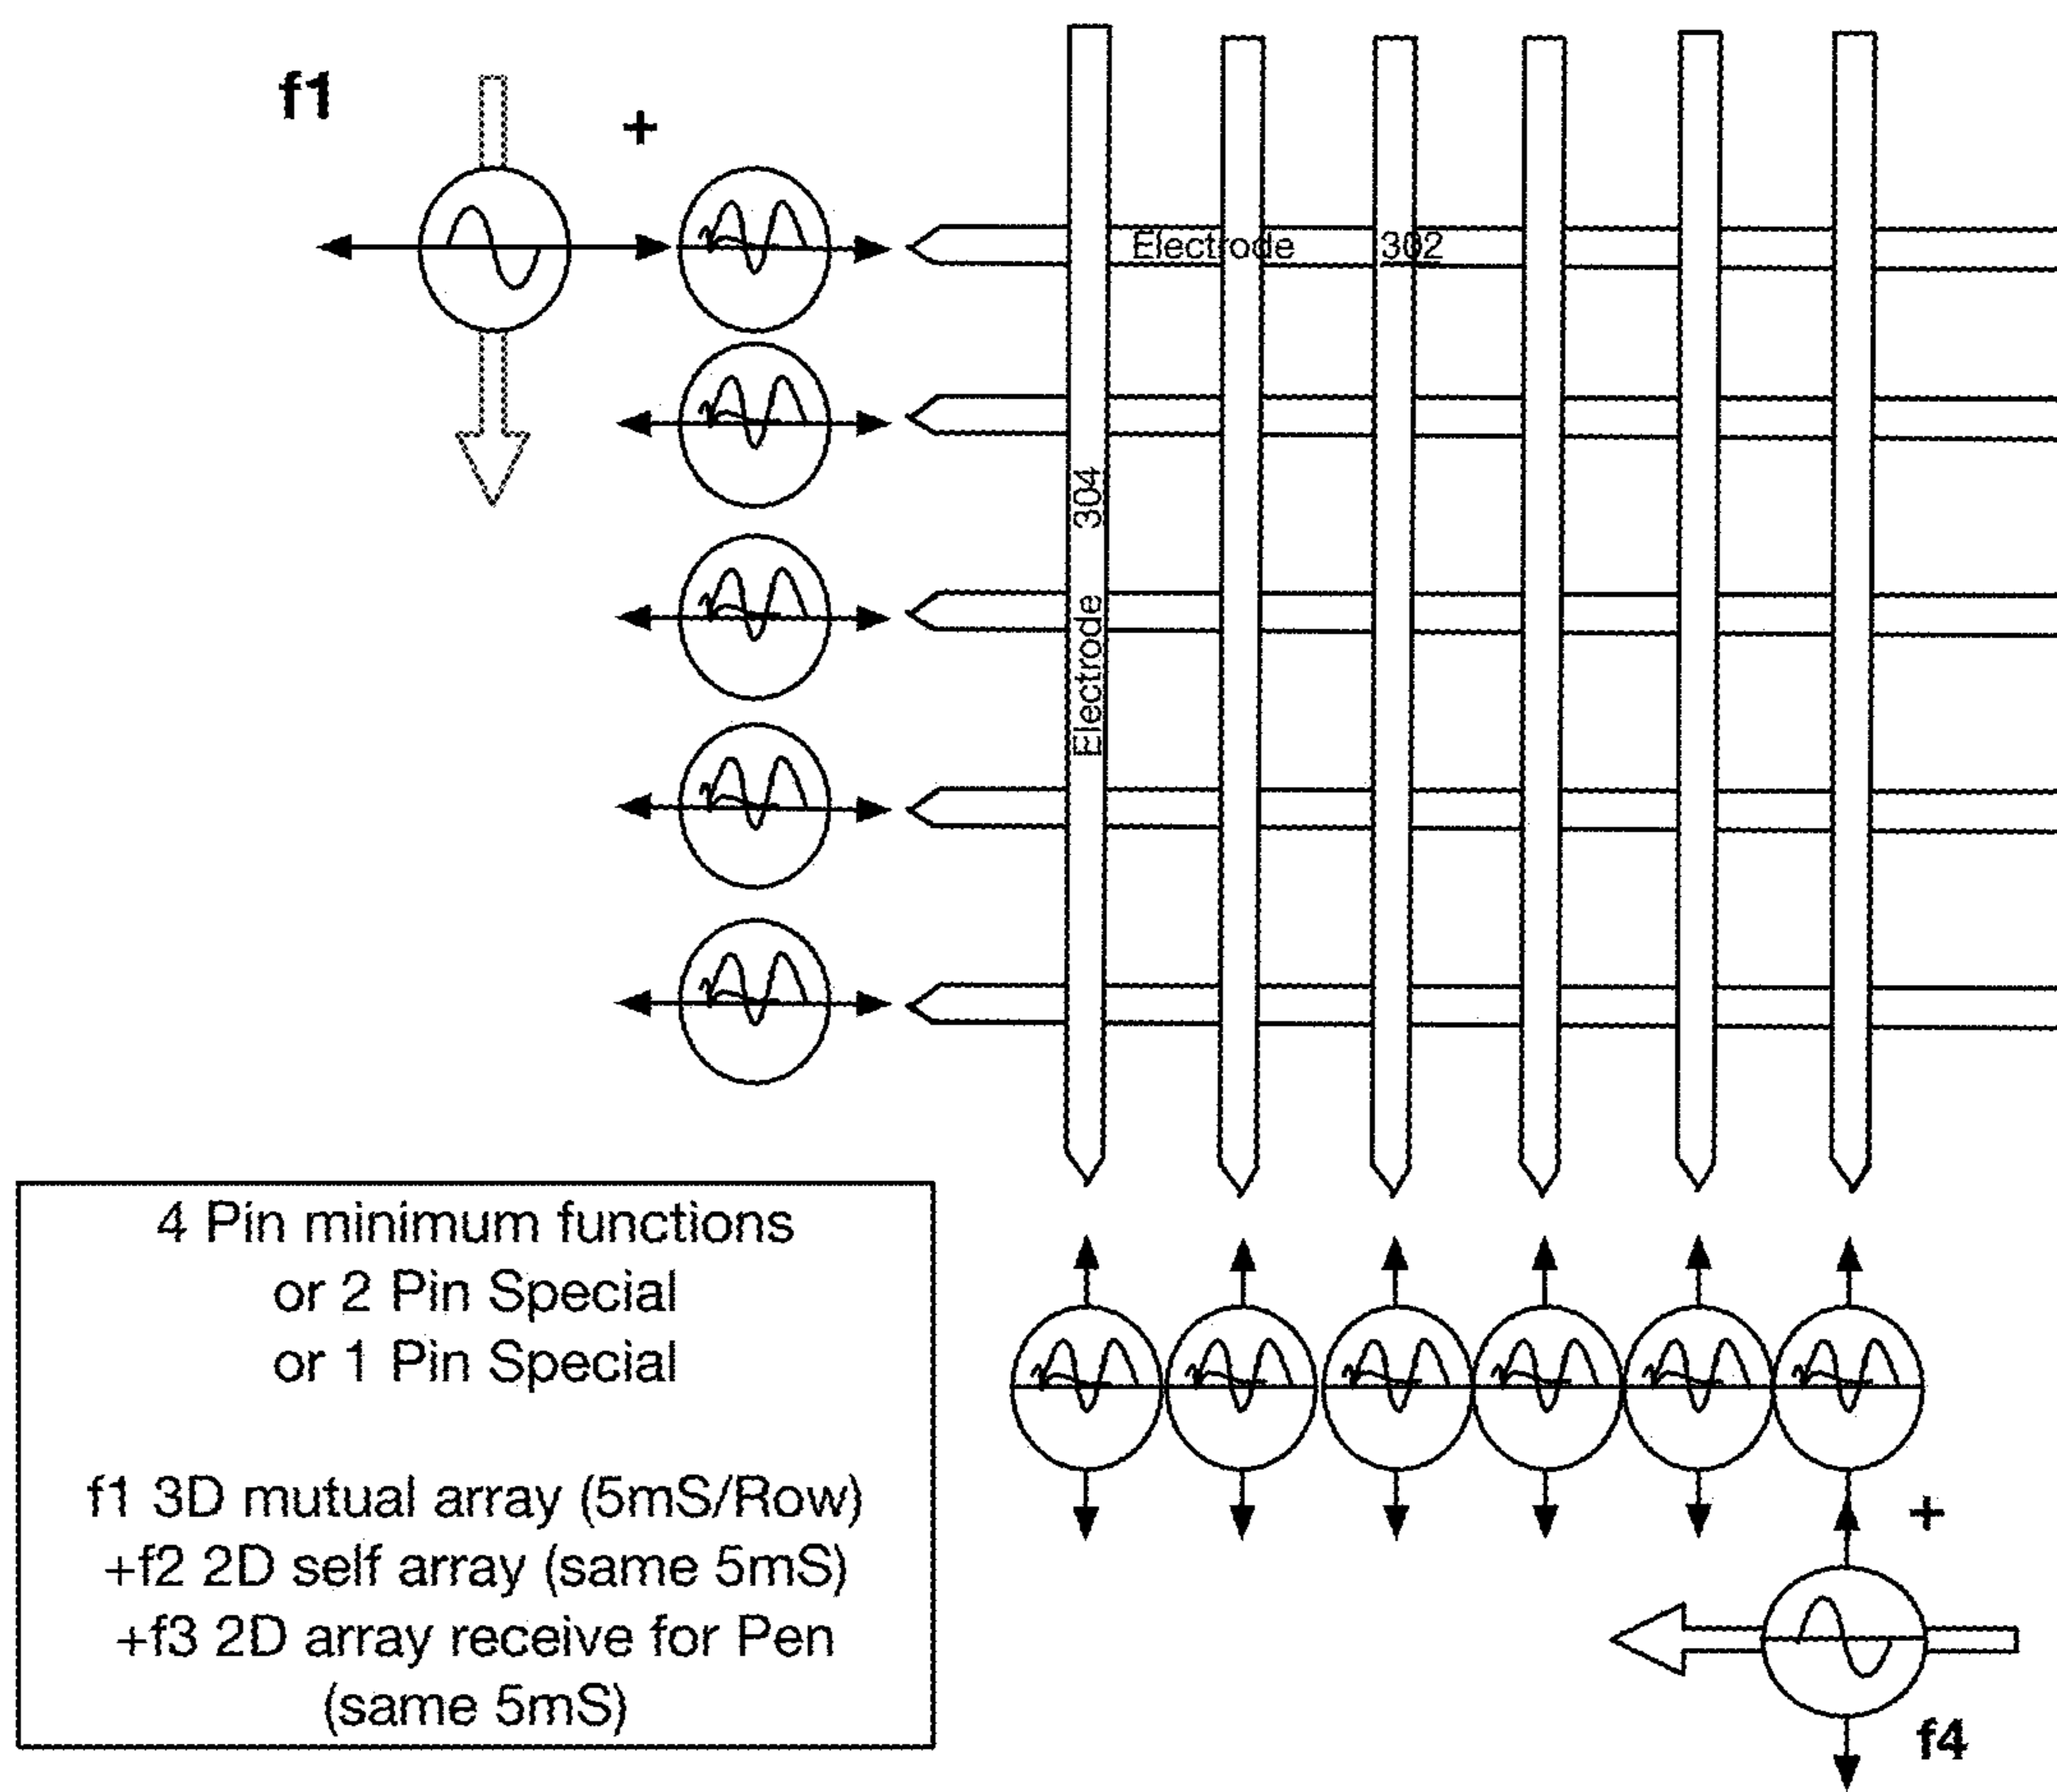 f1
+
Electrode 302
Electrode 304
4 Pin minimum functions
or 2 Pin Special
or 1 Pin Special
f1 3D mutual array (5mS/Row)
+f2 2D self array (same 5mS)
+f3 2D array receive for Pen
(same 5mS)
+
f4